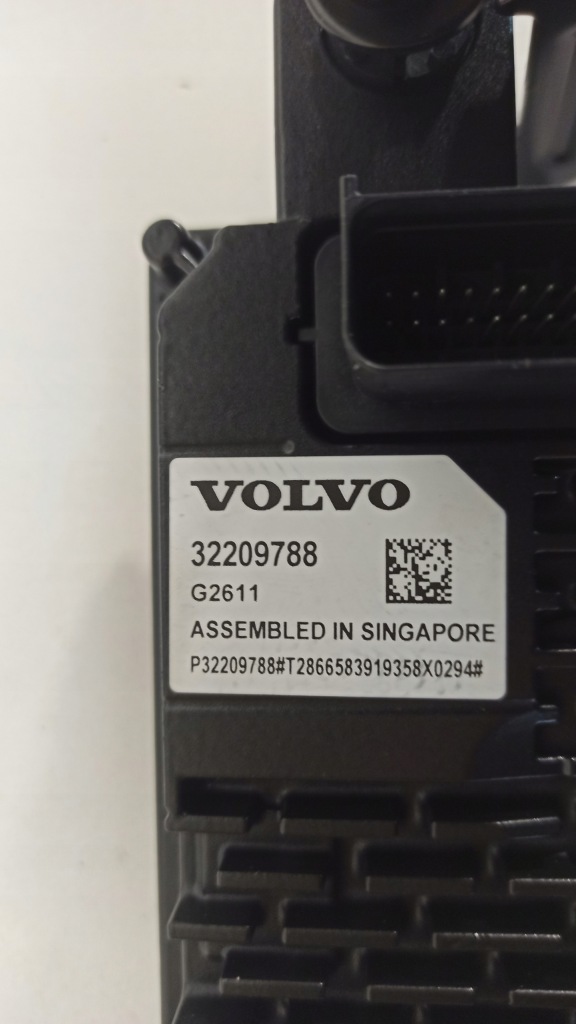 VOLVO
32209788
G2611
ASSEMBLED IN SINGAPORE
P32209788#T2866583919358X0294#